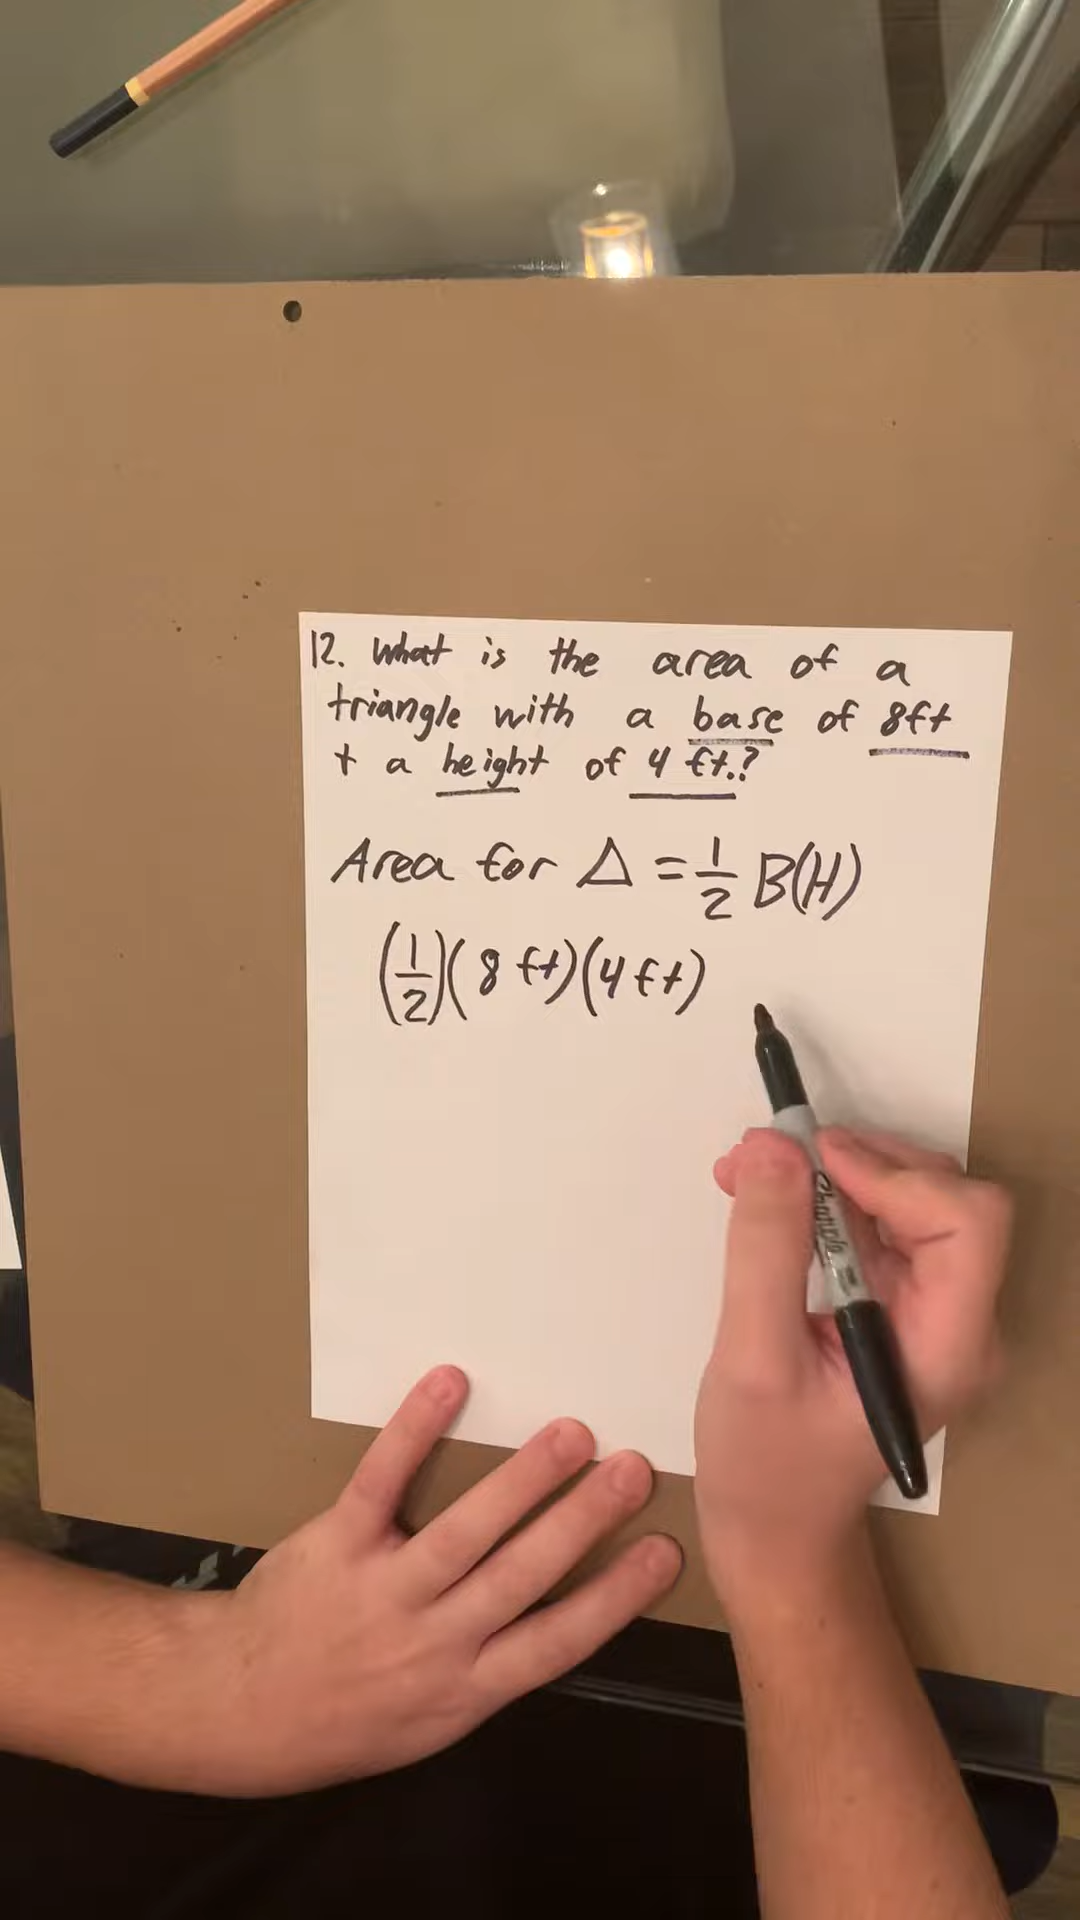 12. What is the area of a
triangle with a base of 8ft
+ a height of 4 ft.?
Area for △ = 1/2 B(H)
(1/2)(8 ft)(4 ft)
Sharpie